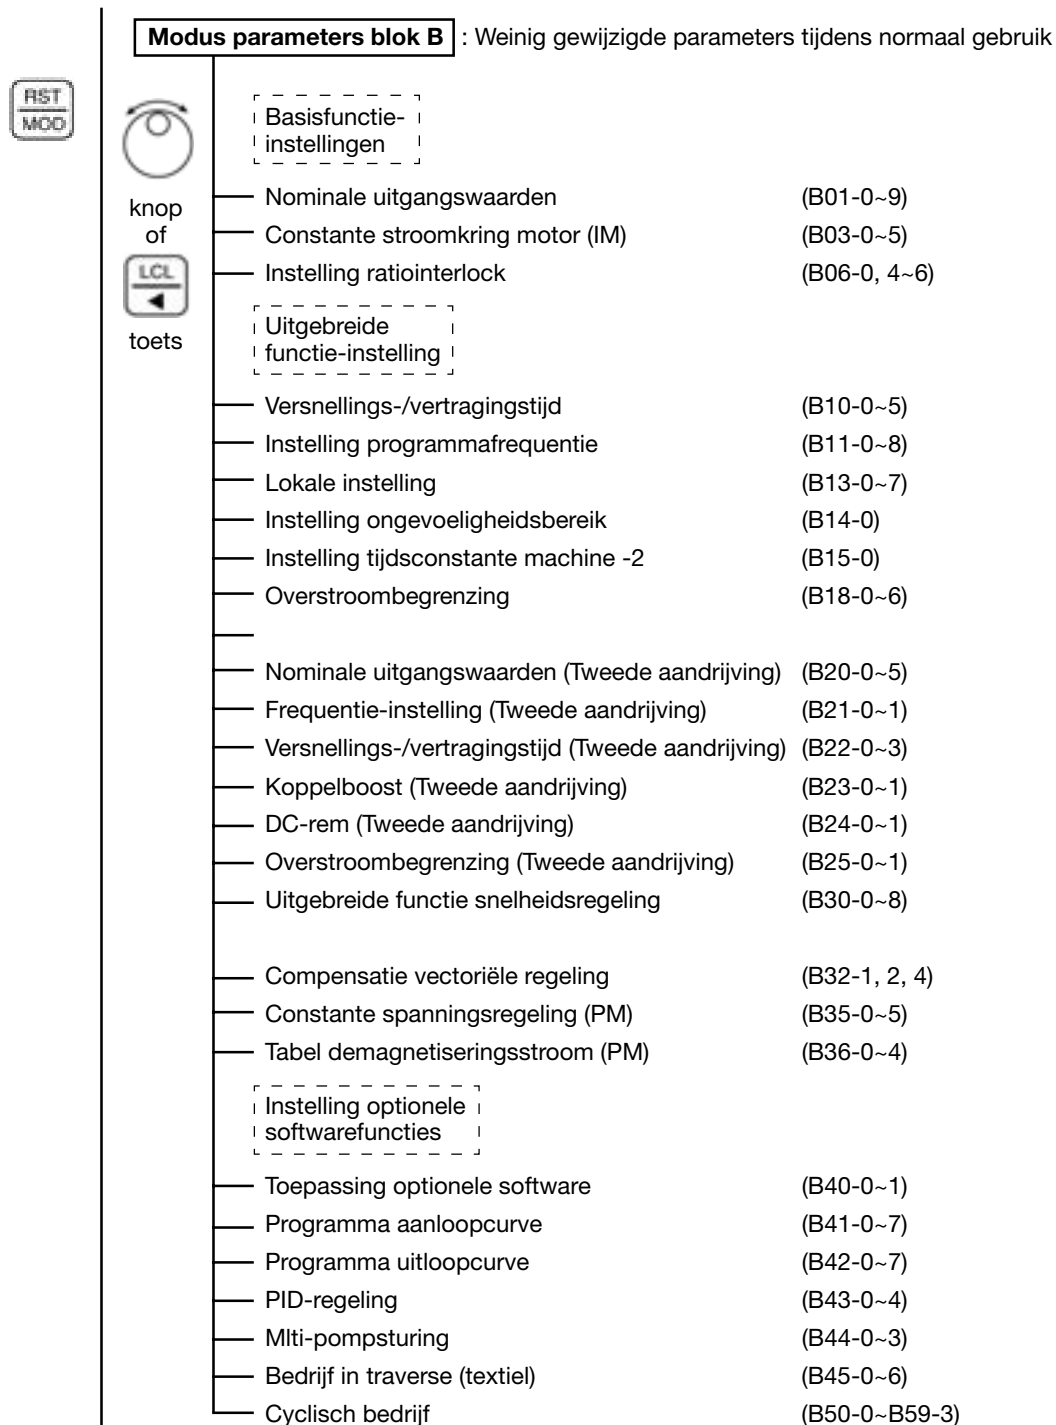 Modus parameters blok B : Weinig gewijzigde parameters tijdens normaal gebruik
RST
MOD
knop
of
LCL
toets
Basisfunctie-
instellingen
Nominale uitgangswaarden (B01-0~9)
Constante stroomkring motor (IM) (B03-0~5)
Instelling ratiointerlock (B06-0, 4~6)
Uitgebreide
functie-instelling
Versnellings-/vertragingstijd (B10-0~5)
Instelling programmafrequentie (B11-0~8)
Lokale instelling (B13-0~7)
Instelling ongevoeligheidsbereik (B14-0)
Instelling tijdsconstante machine -2 (B15-0)
Overstroombegrenzing (B18-0~6)
Nominale uitgangswaarden (Tweede aandrijving) (B20-0~5)
Frequentie-instelling (Tweede aandrijving) (B21-0~1)
Versnellings-/vertragingstijd (Tweede aandrijving) (B22-0~3)
Koppelboost (Tweede aandrijving) (B23-0~1)
DC-rem (Tweede aandrijving) (B24-0~1)
Overstroombegrenzing (Tweede aandrijving) (B25-0~1)
Uitgebreide functie snelheidsregeling (B30-0~8)
Compensatie vectoriële regeling (B32-1, 2, 4)
Constante spanningsregeling (PM) (B35-0~5)
Tabel demagnetiseringsstroom (PM) (B36-0~4)
Instelling optionele
softwarefuncties
Toepassing optionele software (B40-0~1)
Programma aanloopcurve (B41-0~7)
Programma uitloopcurve (B42-0~7)
PID-regeling (B43-0~4)
Mlti-pompsturing (B44-0~3)
Bedrijf in traverse (textiel) (B45-0~6)
Cyclisch bedrijf (B50-0~B59-3)